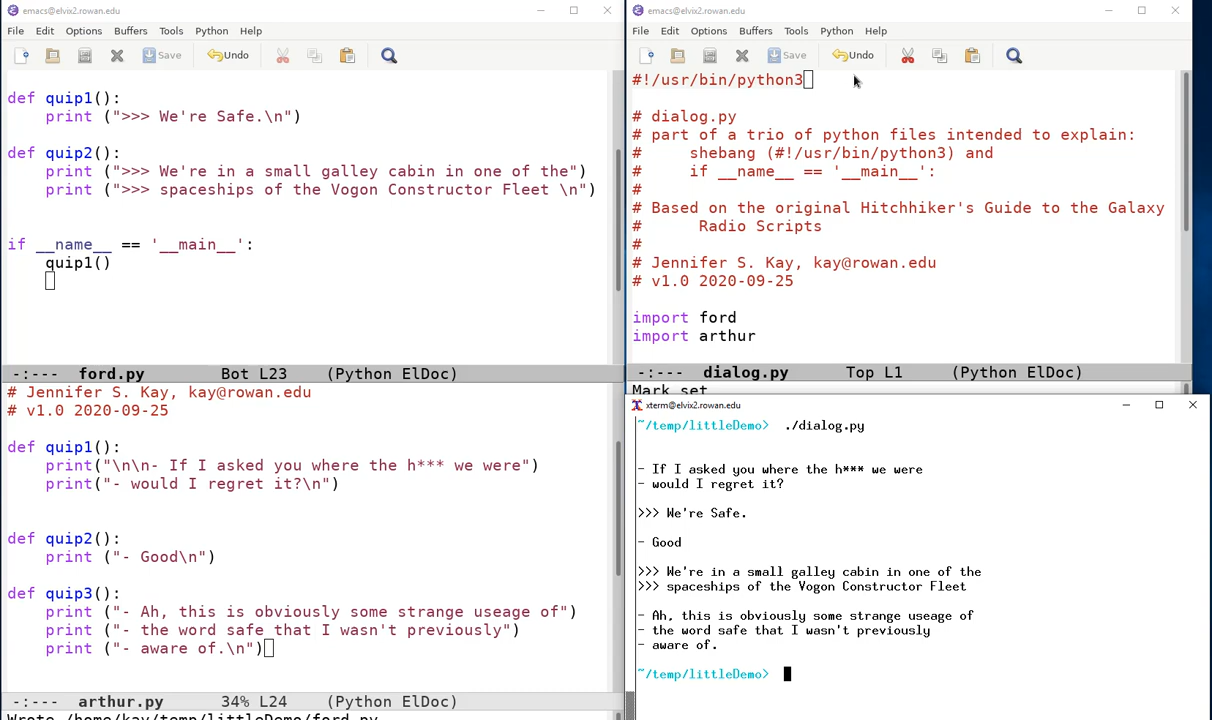 emacs@elvix2.rowan.edu
File Edit Options Buffers Tools Python Help
Save Undo
def quip1():
print (">>> We're Safe.\n")
def quip2():
print (">>> We're in a small galley cabin in one of the")
print (">>> spaceships of the Vogon Constructor Fleet \n")
if __name__ == '__main__':
quip1()
-:--- ford.py Bot L23 (Python ElDoc)
# Jennifer S. Kay, kay@rowan.edu
# v1.0 2020-09-25
def quip1():
print("\n\n- If I asked you where the h*** we were")
print("- would I regret it?\n")
def quip2():
print ("- Good\n")
def quip3():
print ("- Ah, this is obviously some strange useage of")
print ("- the word safe that I wasn't previously")
print ("- aware of.\n")
-:--- arthur.py 34% L24 (Python ElDoc)
Wrote /home/kay/temp/littleDemo/ford.py
emacs@elvix2.rowan.edu
File Edit Options Buffers Tools Python Help
Save Undo
#!/usr/bin/python3
# dialog.py
# part of a trio of python files intended to explain:
# shebang (#!/usr/bin/python3) and
# if __name__ == '__main__':
#
# Based on the original Hitchhiker's Guide to the Galaxy
# Radio Scripts
#
# Jennifer S. Kay, kay@rowan.edu
# v1.0 2020-09-25
import ford
import arthur
-:--- dialog.py Top L1 (Python ElDoc)
Mark set
xterm@elvix2.rowan.edu
~/temp/littleDemo> ./dialog.py
- If I asked you where the h*** we were
- would I regret it?
>>> We're Safe.
- Good
>>> We're in a small galley cabin in one of the
>>> spaceships of the Vogon Constructor Fleet
- Ah, this is obviously some strange useage of
- the word safe that I wasn't previously
- aware of.
~/temp/littleDemo>